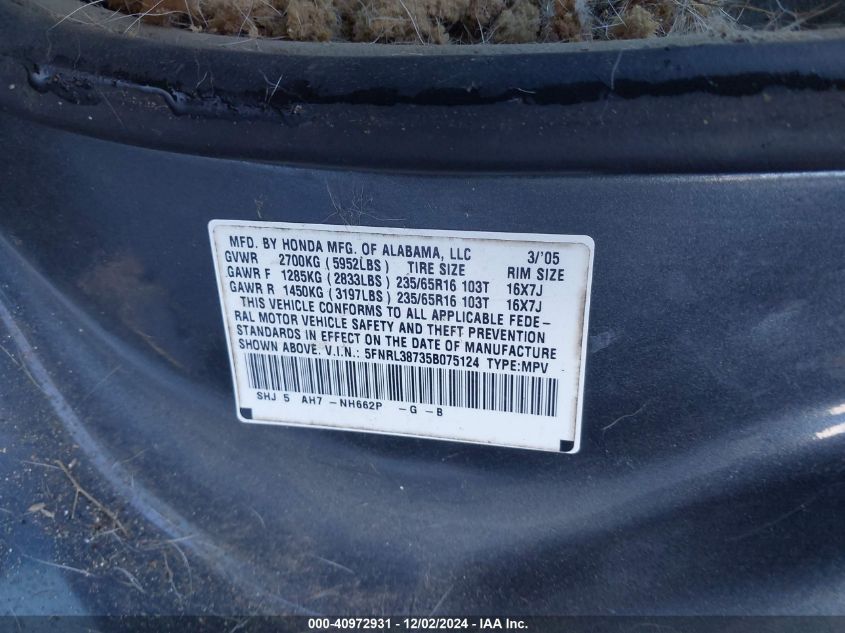 MFD. BY HONDA MFG. OF ALABAMA, LLC 3/'05
GVWR 2700KG (5952LBS) TIRE SIZE RIM SIZE
GAWR F 1285KG (2833LBS) 235/65R16 103T 16X7J
GAWR R 1450KG (3197LBS) 235/65R16 103T 16X7J
THIS VEHICLE CONFORMS TO ALL APPLICABLE FEDE-
RAL MOTOR VEHICLE SAFETY AND THEFT PREVENTION
STANDARDS IN EFFECT ON THE DATE OF MANUFACTURE
SHOWN ABOVE. V.I.N.: 5FNRL38735B075124 TYPE:MPV
SHJ 5 AH7 -NH662P -G -B
000-40972931 - 12/02/2024 - IAAI.com